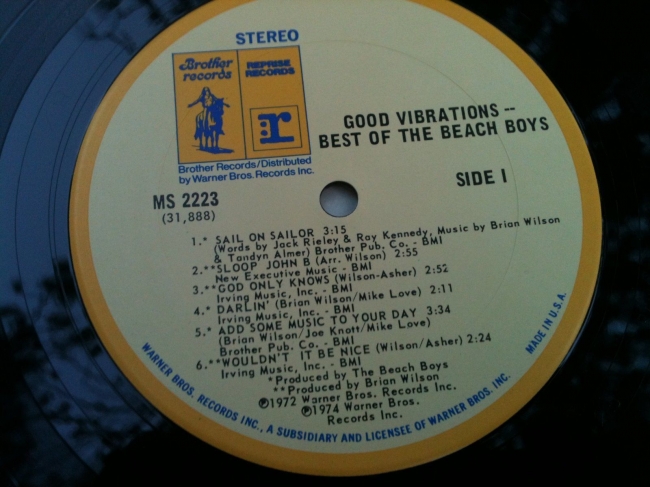 STEREO
Brother records
REPRISE RECORDS
:r
Brother Records/Distributed
by Warner Bros. Records Inc.
GOOD VIBRATIONS --
BEST OF THE BEACH BOYS
MS 2223
(31,888)
SIDE I
1.* SAIL ON SAILOR 3:15
(Words by Jack Rieley & Ray Kennedy, Music by Brian Wilson
& Tandyn Almer) Brother Pub. Co. - BMI
2.**SLOOP JOHN B (Arr. Wilson) 2:55
New Executive Music - BMI
3.**GOD ONLY KNOWS (Wilson-Asher) 2:52
Irving Music, Inc. - BMI
4.* DARLIN' (Brian Wilson/Mike Love) 2:11
Irving Music, Inc. - BMI
5.* ADD SOME MUSIC TO YOUR DAY 3:34
(Brian Wilson/Joe Knott/Mike Love)
Brother Pub. Co. - BMI
6.**WOULDN'T IT BE NICE (Wilson/Asher) 2:24
Irving Music, Inc. - BMI
*Produced by The Beach Boys
**Produced by Brian Wilson
℗1972 Warner Bros. Records Inc.
℗1974 Warner Bros.
Records Inc.
WARNER BROS. RECORDS INC., A SUBSIDIARY AND LICENSEE OF WARNER BROS. INC.
MADE IN U.S.A.